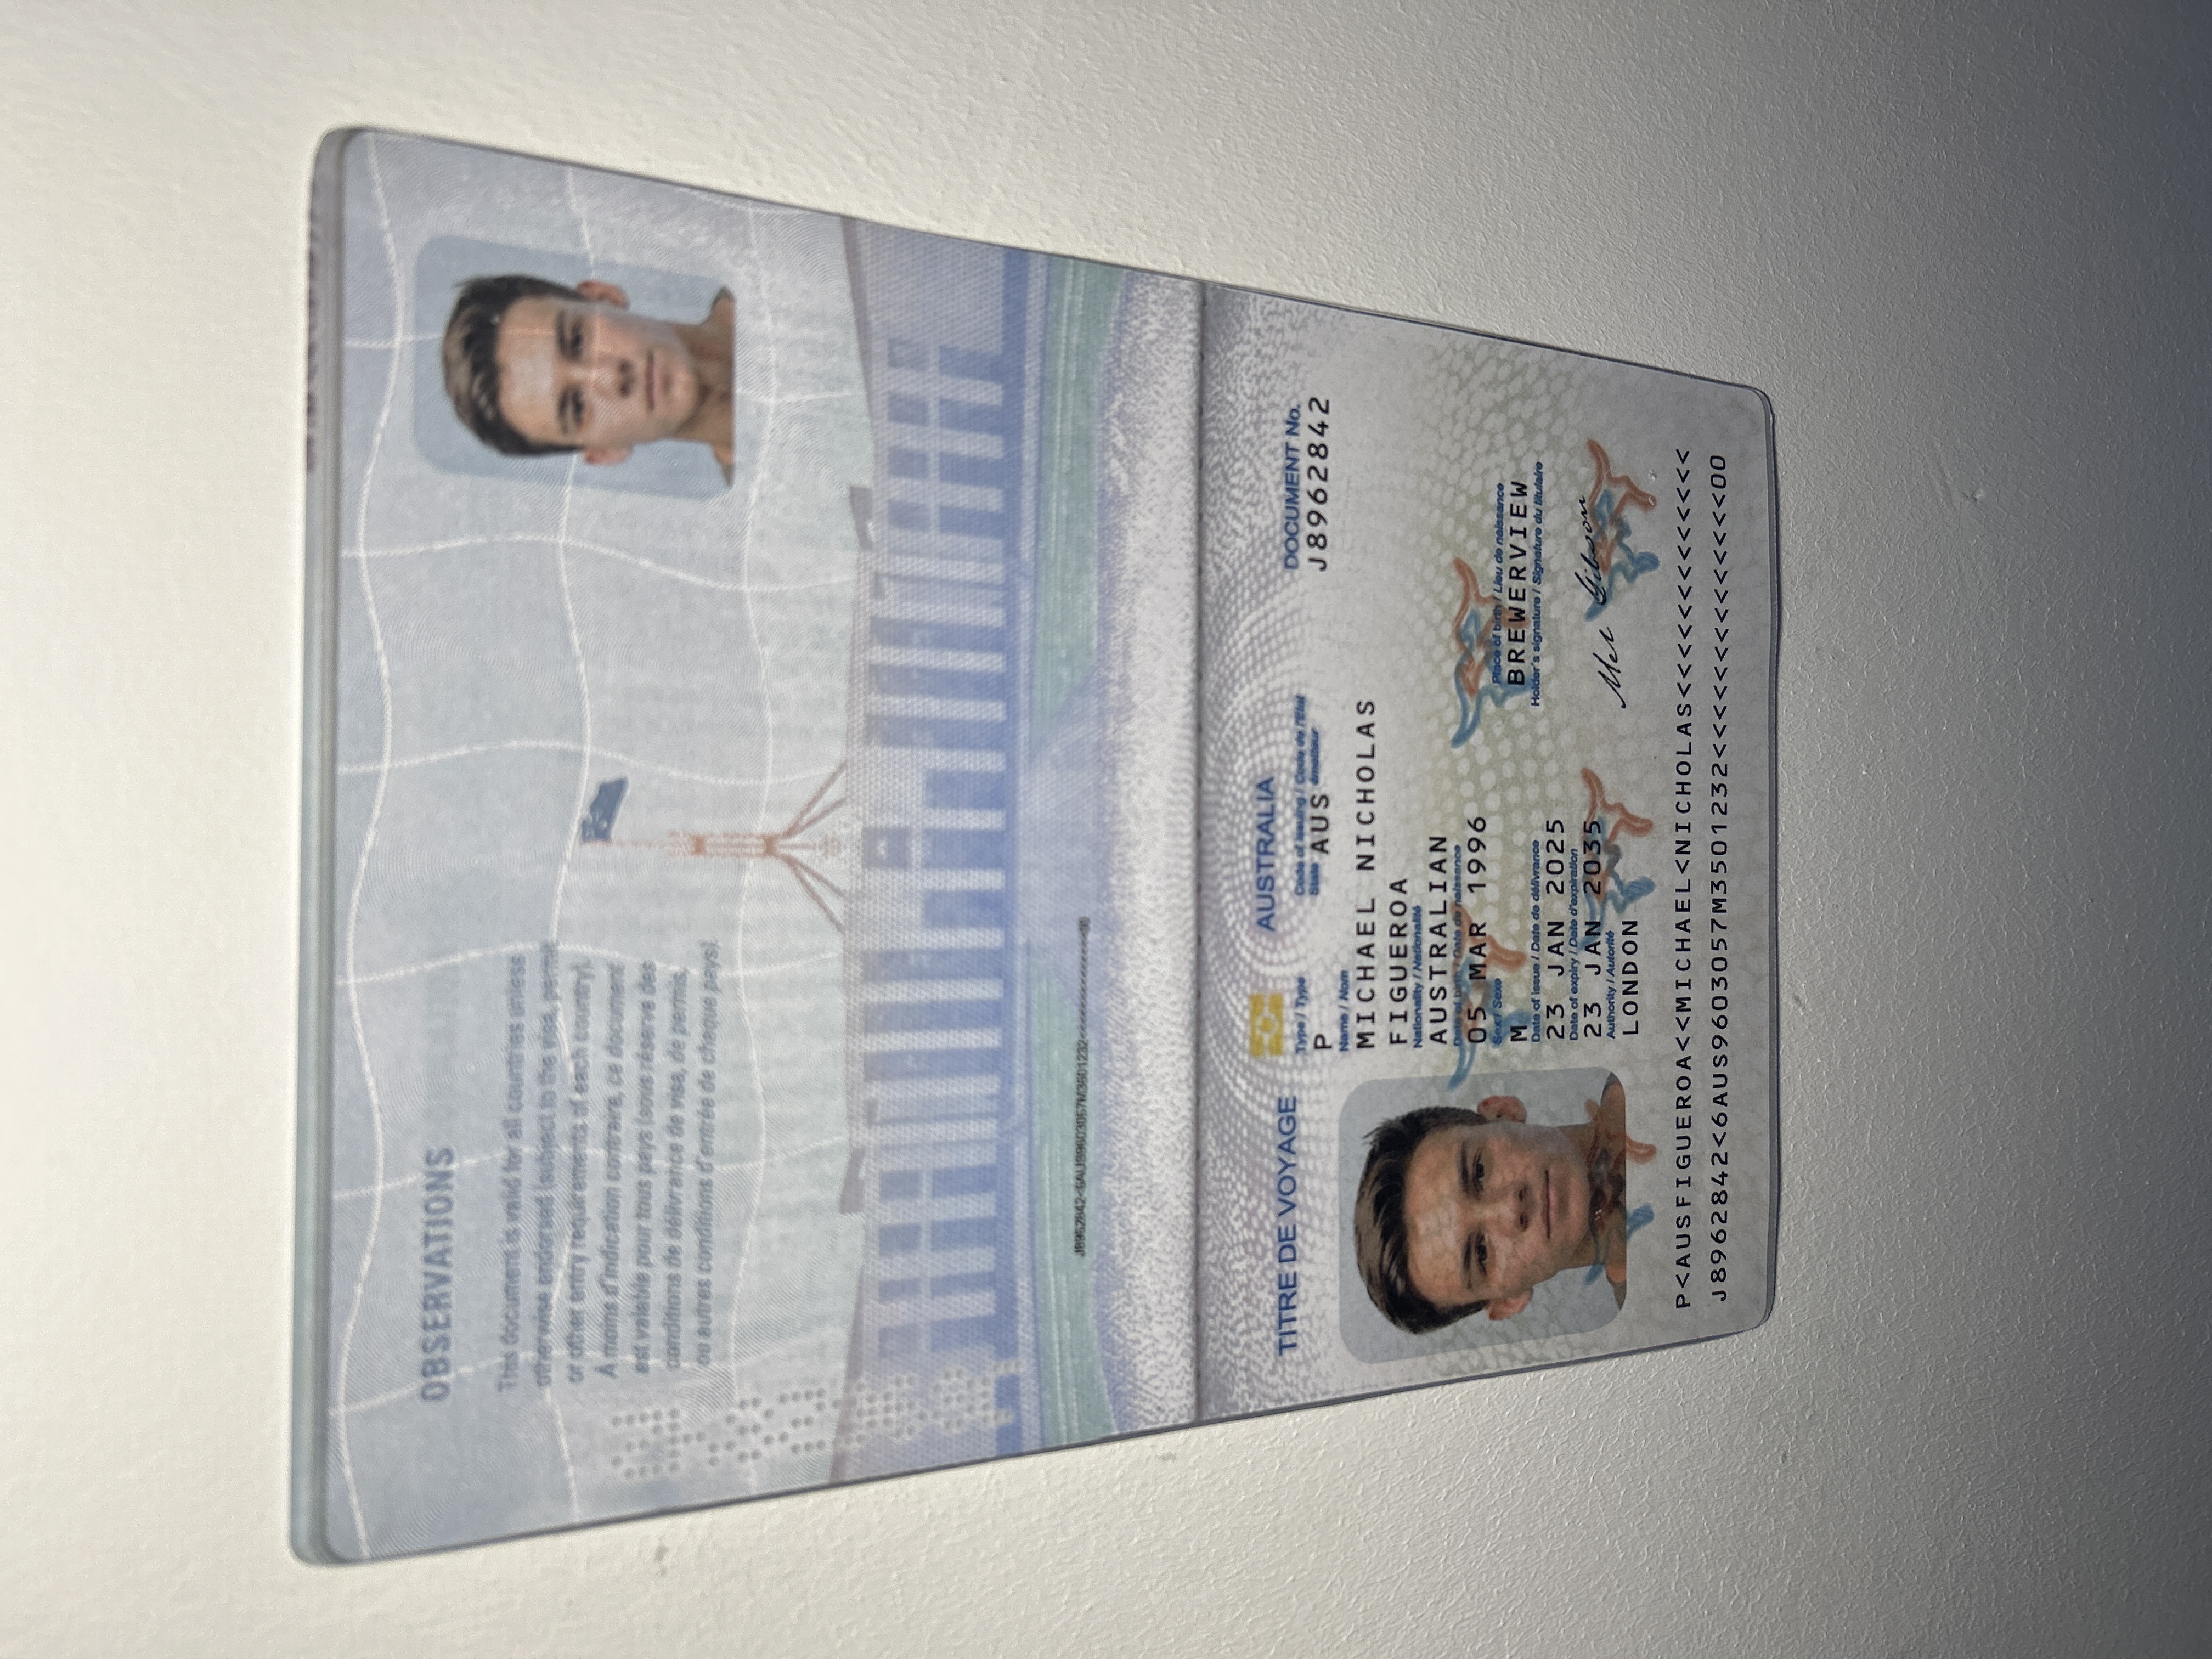 OBSERVATIONS
This document is valid for all countries unless
otherwise endorsed (subject to the visa, permit
or other entry requirements of each country).
À moins d'indication contraire, ce document
est valable pour tous pays (sous réserve des
conditions de délivrance de visa, de permis,
ou autres conditions d'entrée de chaque pays).
J8962842<6AUS9603057M3501232<<<<<<<<<<<<<<00
TITRE DE VOYAGE
AUSTRALIA
DOCUMENT No.
J8962842
Type / Type
Code of issuing / Code de l'Etat
State émetteur
P
AUS
Name / Nom
MICHAEL NICHOLAS
FIGUEROA
Nationality / Nationalité
AUSTRALIAN
Date of birth / Date de naissance
05 MAR 1996
Sex / Sexe
M
Place of birth / Lieu de naissance
BREWERVIEW
Date of issue / Date de délivrance
23 JAN 2025
Holder's signature / Signature du titulaire
Mel Gibson
Date of expiry / Date d'expiration
23 JAN 2035
Authority / Autorité
LONDON
P<AUSFIGUEROA<<MICHAEL<NICHOLAS<<<<<<<<<<<<<
J8962842<6AUS9603057M3501232<<<<<<<<<<<<<<00